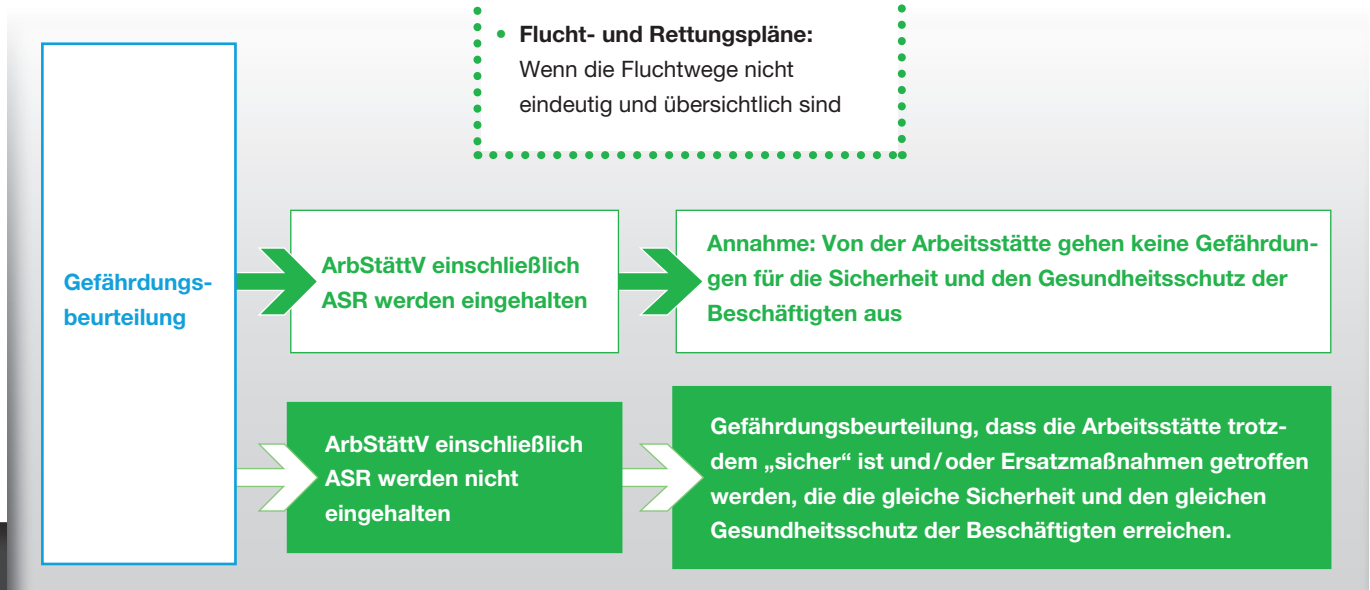 • Flucht- und Rettungspläne:
Wenn die Fluchtwege nicht
eindeutig und übersichtlich sind
Gefährdungs-
beurteilung
ArbStättV einschließlich
ASR werden eingehalten
Annahme: Von der Arbeitsstätte gehen keine Gefährdun-
gen für die Sicherheit und den Gesundheitsschutz der
Beschäftigten aus
ArbStättV einschließlich
ASR werden nicht
eingehalten
Gefährdungsbeurteilung, dass die Arbeitsstätte trotz-
dem „sicher“ ist und/oder Ersatzmaßnahmen getroffen
werden, die die gleiche Sicherheit und den gleichen
Gesundheitsschutz der Beschäftigten erreichen.